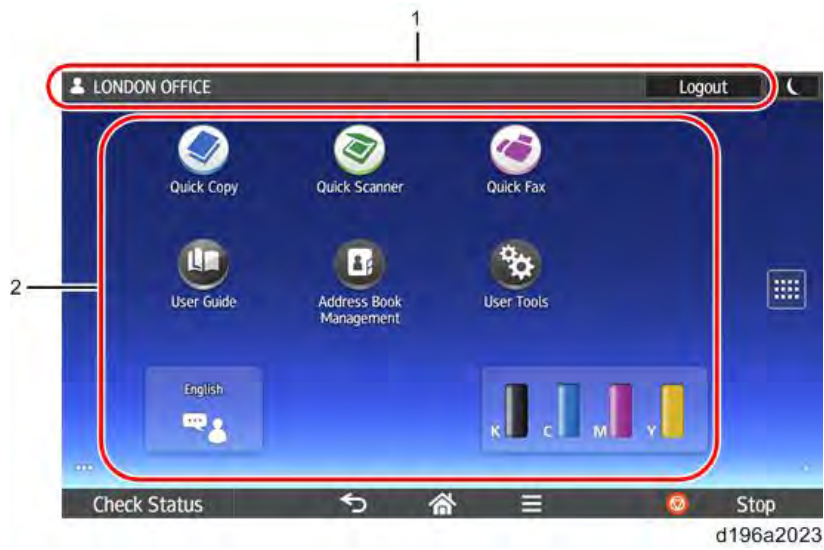 1
LONDON OFFICE
Logout
Quick Copy
Quick Scanner
Quick Fax
2
User Guide
Address Book
Management
User Tools
English
K
C
M
Y
Check Status
Stop
d196a2023